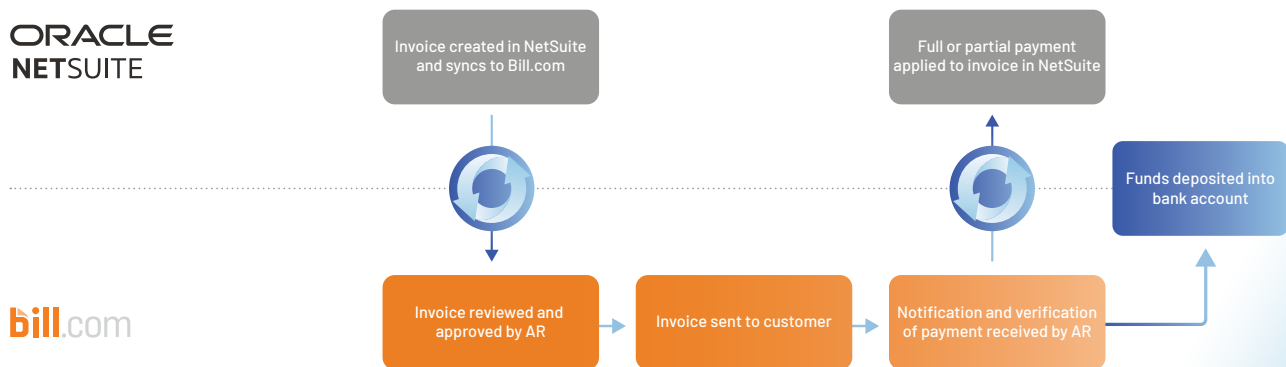 ORACLE
NETSUITE
Invoice created in NetSuite
and syncs to Bill.com
Full or partial payment
applied to invoice in NetSuite
Funds deposited into
bank account
bill.com
Invoice reviewed and
approved by AR
Invoice sent to customer
Notification and verification
of payment received by AR